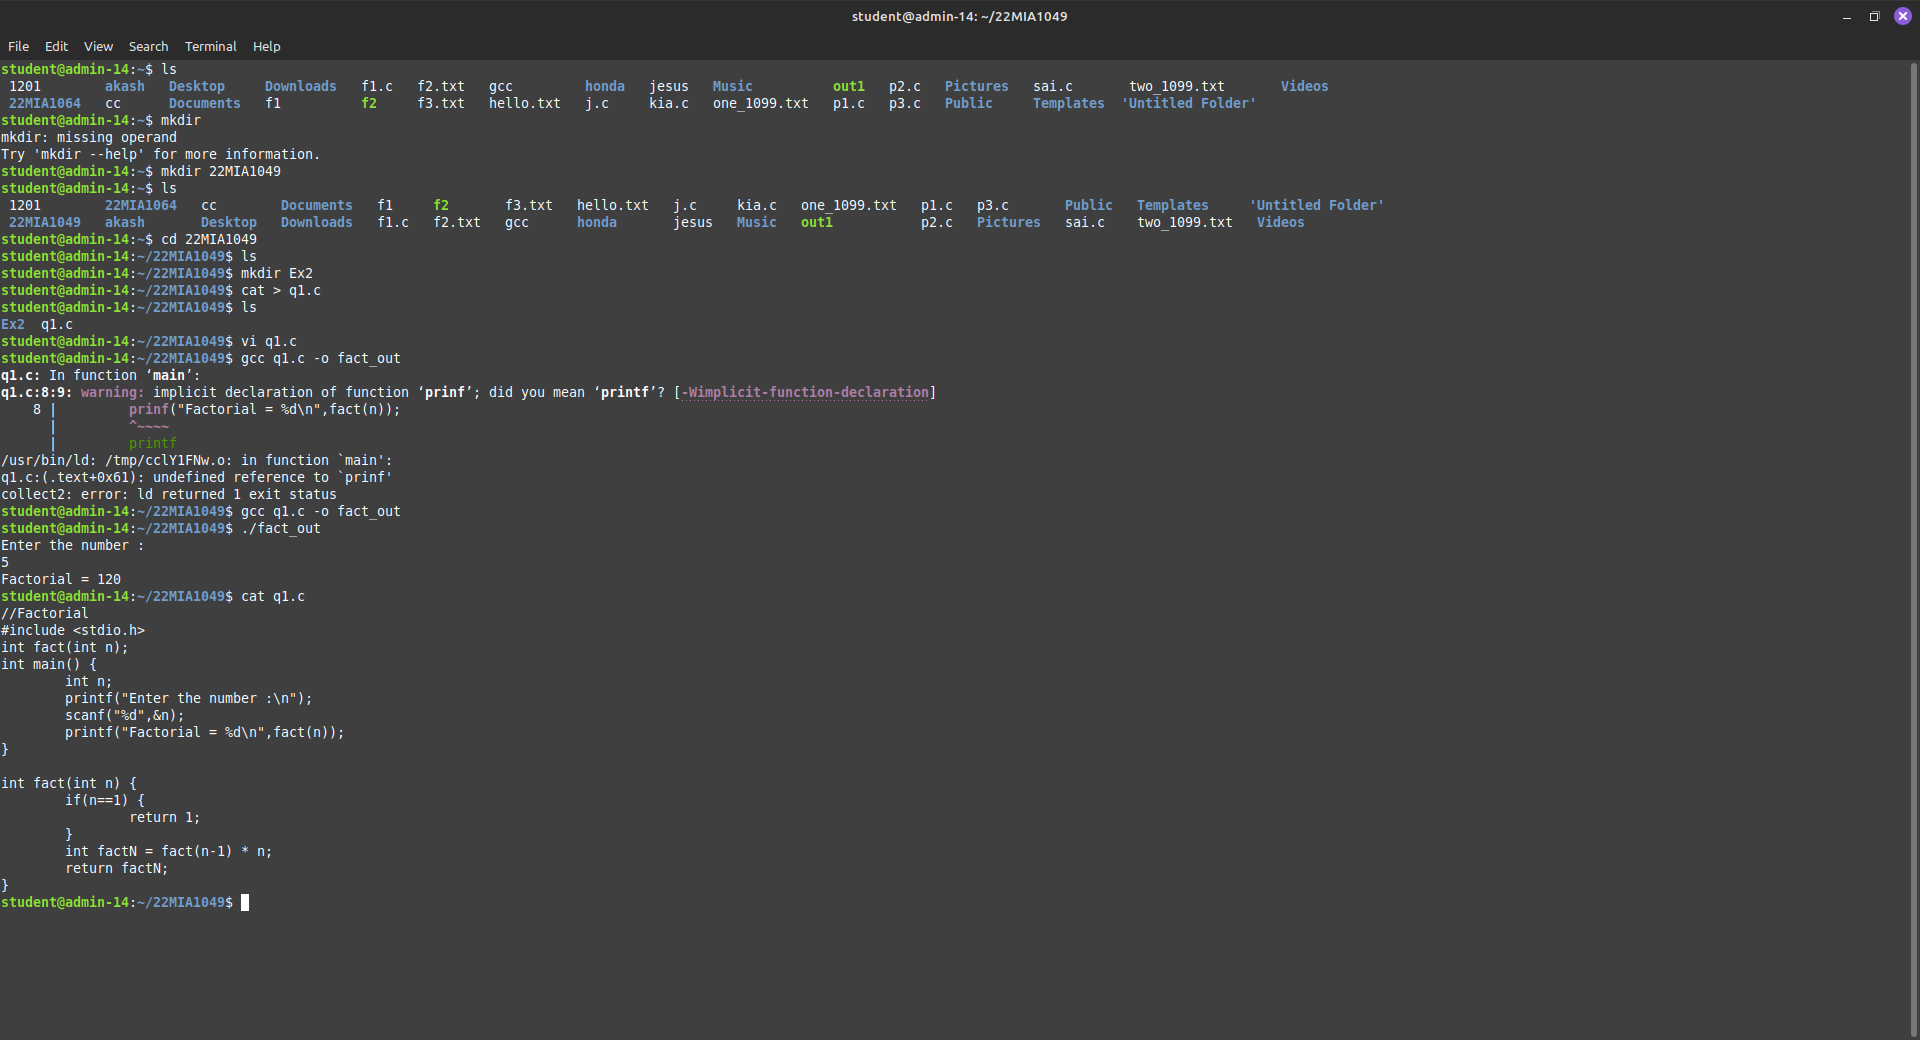 student@admin-14: ~/22MIA1049
File Edit View Search Terminal Help
student@admin-14:~$ ls
 1201        akash   Desktop     Downloads   f1.c   f2.txt   gcc         honda   jesus   Music          out1   p2.c   Pictures   sai.c       two_1099.txt       Videos
 22MIA1064   cc      Documents   f1          f2     f3.txt   hello.txt   j.c     kia.c   one_1099.txt   p1.c   p3.c   Public     Templates  'Untitled Folder'
student@admin-14:~$ mkdir
mkdir: missing operand
Try 'mkdir --help' for more information.
student@admin-14:~$ mkdir 22MIA1049
student@admin-14:~$ ls
 1201        22MIA1064   cc        Documents   f1     f2       f3.txt   hello.txt   j.c     kia.c   one_1099.txt   p1.c   p3.c       Public   Templates     'Untitled Folder'
 22MIA1049   akash       Desktop   Downloads   f1.c   f2.txt   gcc      honda       jesus   Music   out1           p2.c   Pictures   sai.c    two_1099.txt   Videos
student@admin-14:~$ cd 22MIA1049
student@admin-14:~/22MIA1049$ ls
student@admin-14:~/22MIA1049$ mkdir Ex2
student@admin-14:~/22MIA1049$ cat > q1.c
student@admin-14:~/22MIA1049$ ls
Ex2  q1.c
student@admin-14:~/22MIA1049$ vi q1.c
student@admin-14:~/22MIA1049$ gcc q1.c -o fact_out
q1.c: In function ‘main’:
q1.c:8:9: warning: implicit declaration of function ‘prinf’; did you mean ‘printf’? [-Wimplicit-function-declaration]
    8 |         prinf("Factorial = %d\n",fact(n));
      |         ^~~~~
      |         printf
/usr/bin/ld: /tmp/cclY1FNw.o: in function `main':
q1.c:(.text+0x61): undefined reference to `prinf'
collect2: error: ld returned 1 exit status
student@admin-14:~/22MIA1049$ gcc q1.c -o fact_out
student@admin-14:~/22MIA1049$ ./fact_out
Enter the number :
5
Factorial = 120
student@admin-14:~/22MIA1049$ cat q1.c
//Factorial
#include <stdio.h>
int fact(int n);
int main() {
        int n;
        printf("Enter the number :\n");
        scanf("%d",&n);
        printf("Factorial = %d\n",fact(n));
}

int fact(int n) {
        if(n==1) {
                return 1;
        }
        int factN = fact(n-1) * n;
        return factN;
}
student@admin-14:~/22MIA1049$